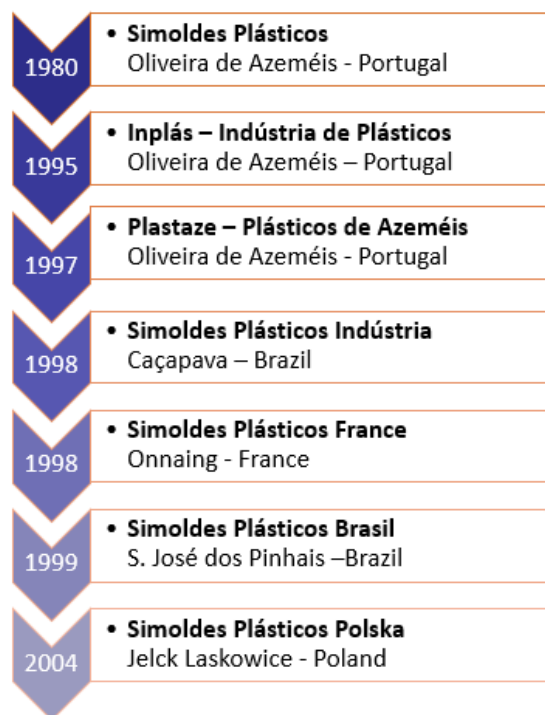 1980
• Simoldes Plásticos
Oliveira de Azeméis - Portugal
1995
• Inplás – Indústria de Plásticos
Oliveira de Azeméis – Portugal
1997
• Plastaze – Plásticos de Azeméis
Oliveira de Azeméis - Portugal
1998
• Simoldes Plásticos Indústria
Caçapava – Brazil
1998
• Simoldes Plásticos France
Onnaing - France
1999
• Simoldes Plásticos Brasil
S. José dos Pinhais –Brazil
2004
• Simoldes Plásticos Polska
Jelck Laskowice - Poland